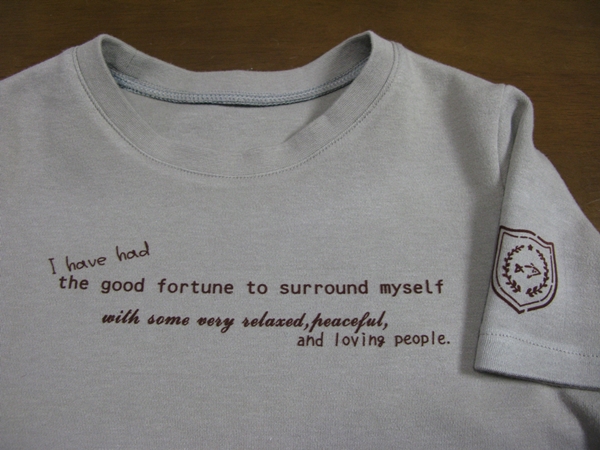 I have had
the good fortune to surround myself
with some very relaxed,peaceful,
and loving people.